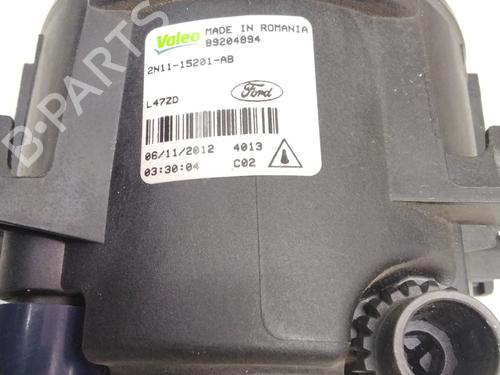 Valeo
MADE IN ROMANIA
89204894
2N11-15201-AB
L47ZD
Ford
06/11/2012 4013
03:30:04 C02
B-PARTS